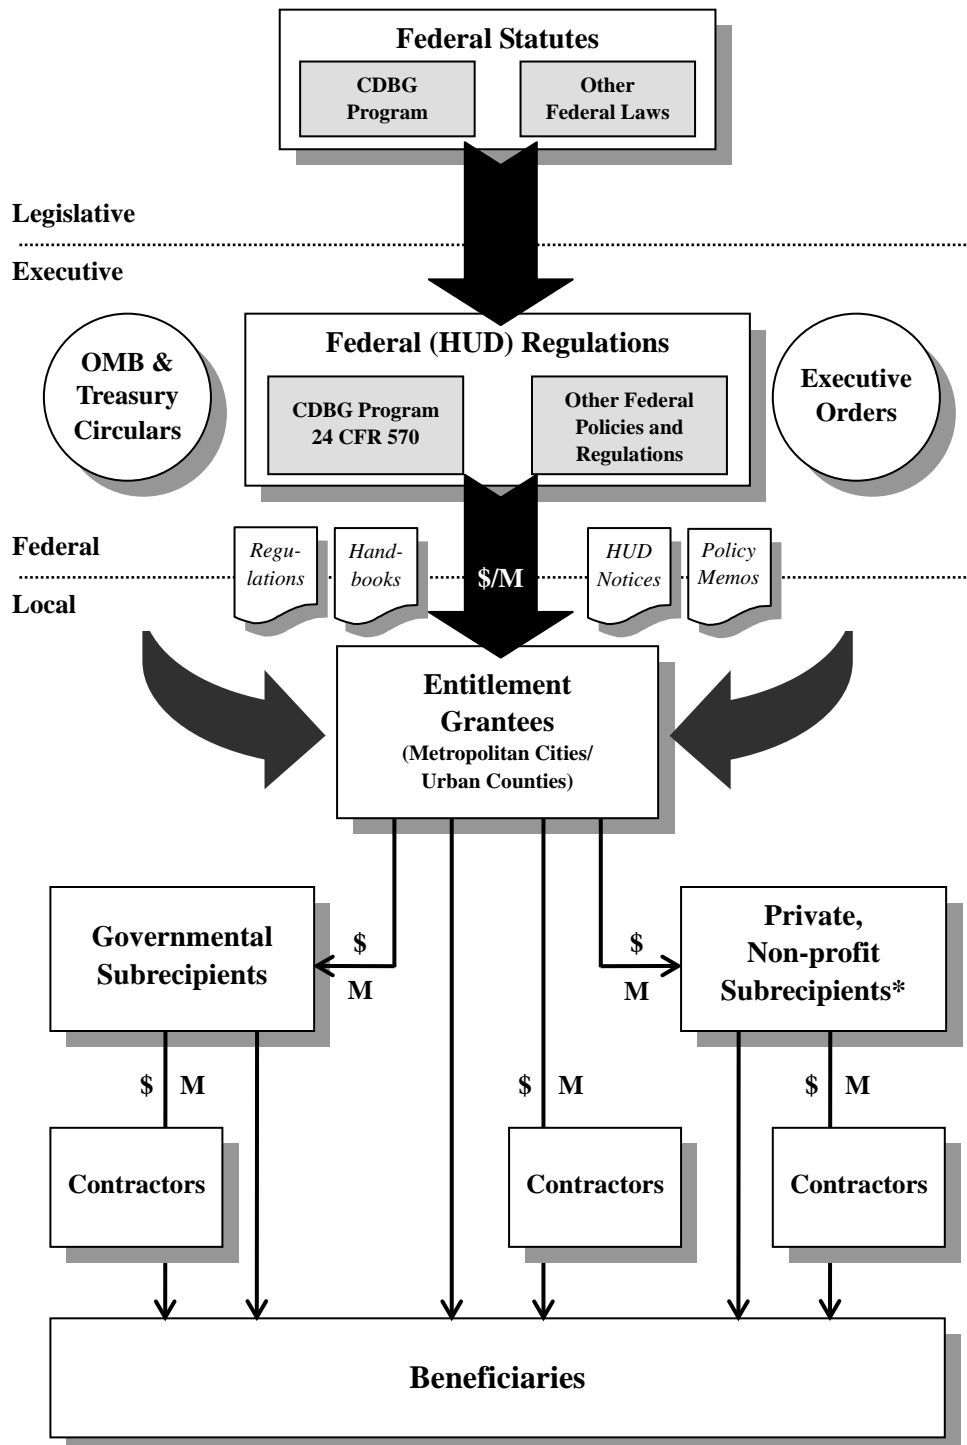 Federal Statutes
CDBG
Program
Other
Federal Laws
Legislative
Executive
OMB &
Treasury
Circulars
Federal (HUD) Regulations
CDBG Program
24 CFR 570
Other Federal
Policies and
Regulations
Executive
Orders
Federal
Local
Regu-
lations
Hand-
books
$/M
HUD
Notices
Policy
Memos
Entitlement
Grantees
(Metropolitan Cities/
Urban Counties)
Governmental
Subrecipients
$
M
$
M
Private,
Non-profit
Subrecipients*
$ M
$ M
$ M
Contractors
Contractors
Contractors
Beneficiaries